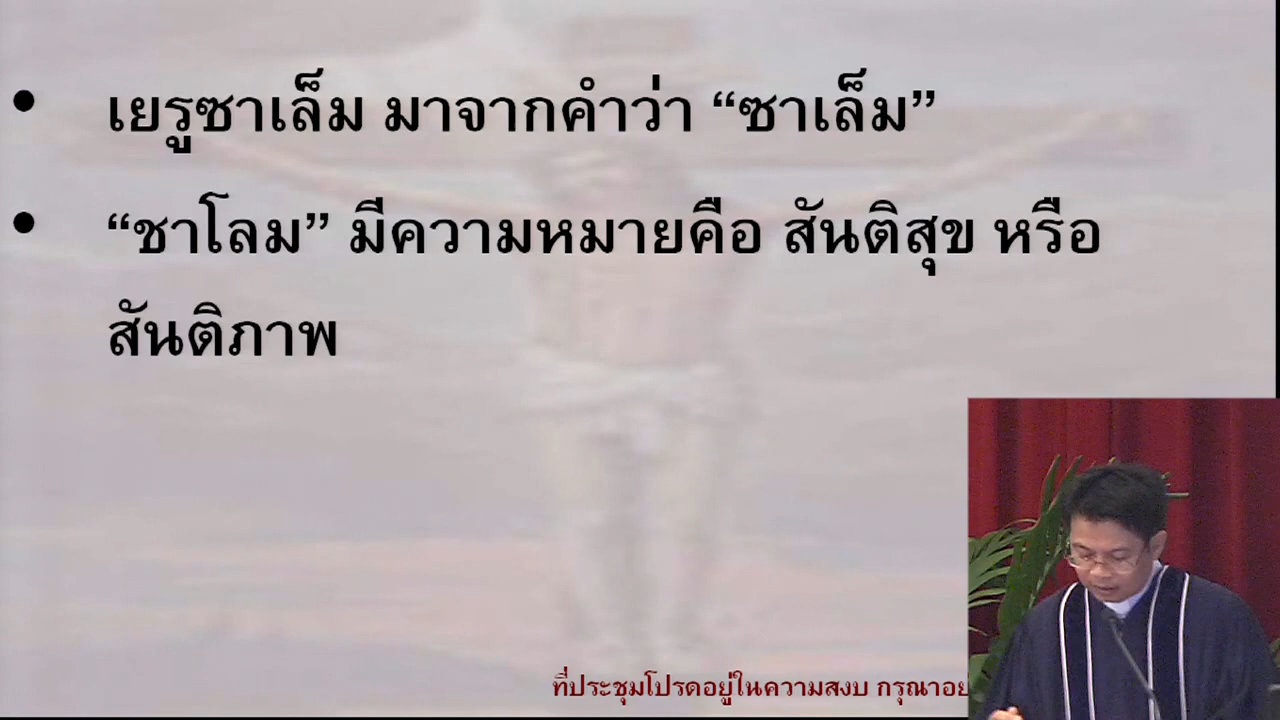 • เยรูซาเล็ม มาจากคำว่า “ซาเล็ม”
• “ชาโลม” มีความหมายคือ สันติสุข หรือ
สันติภาพ
ที่ประชุมโปรดอยู่ในความสงบ กรุณาอย